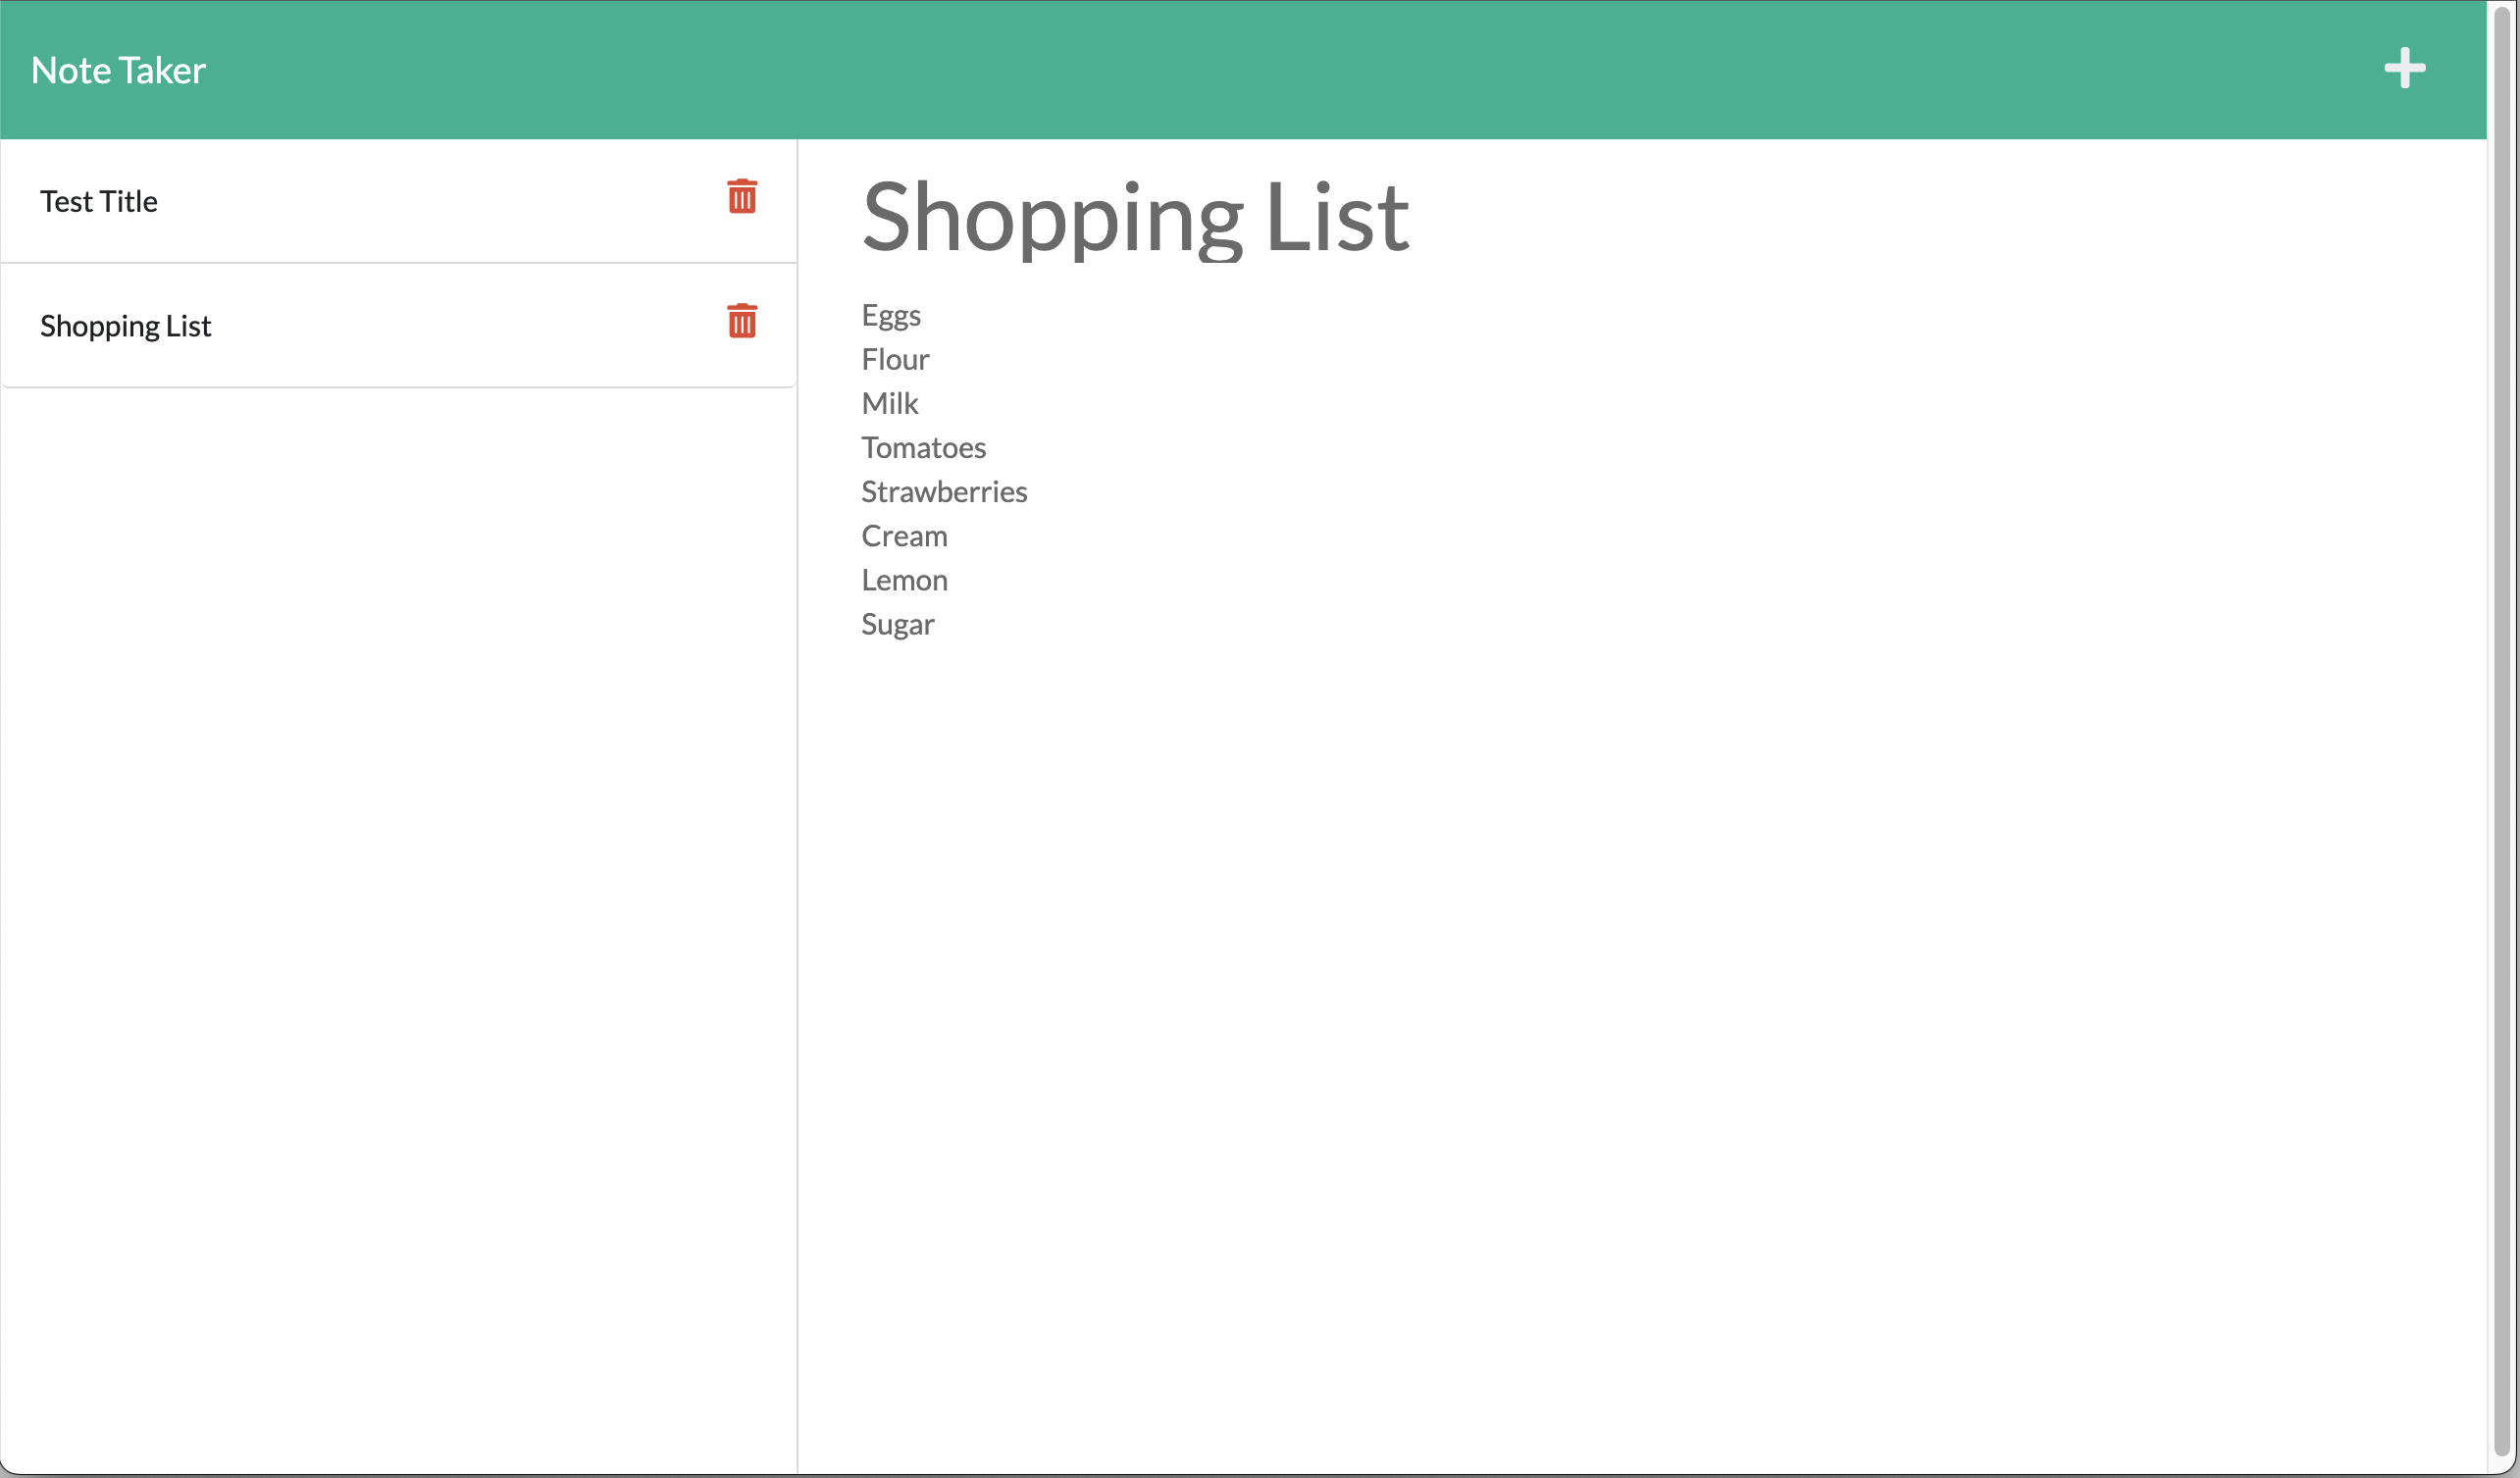 Note Taker
Test Title
Shopping List
Shopping List
Eggs
Flour
Milk
Tomatoes
Strawberries
Cream
Lemon
Sugar